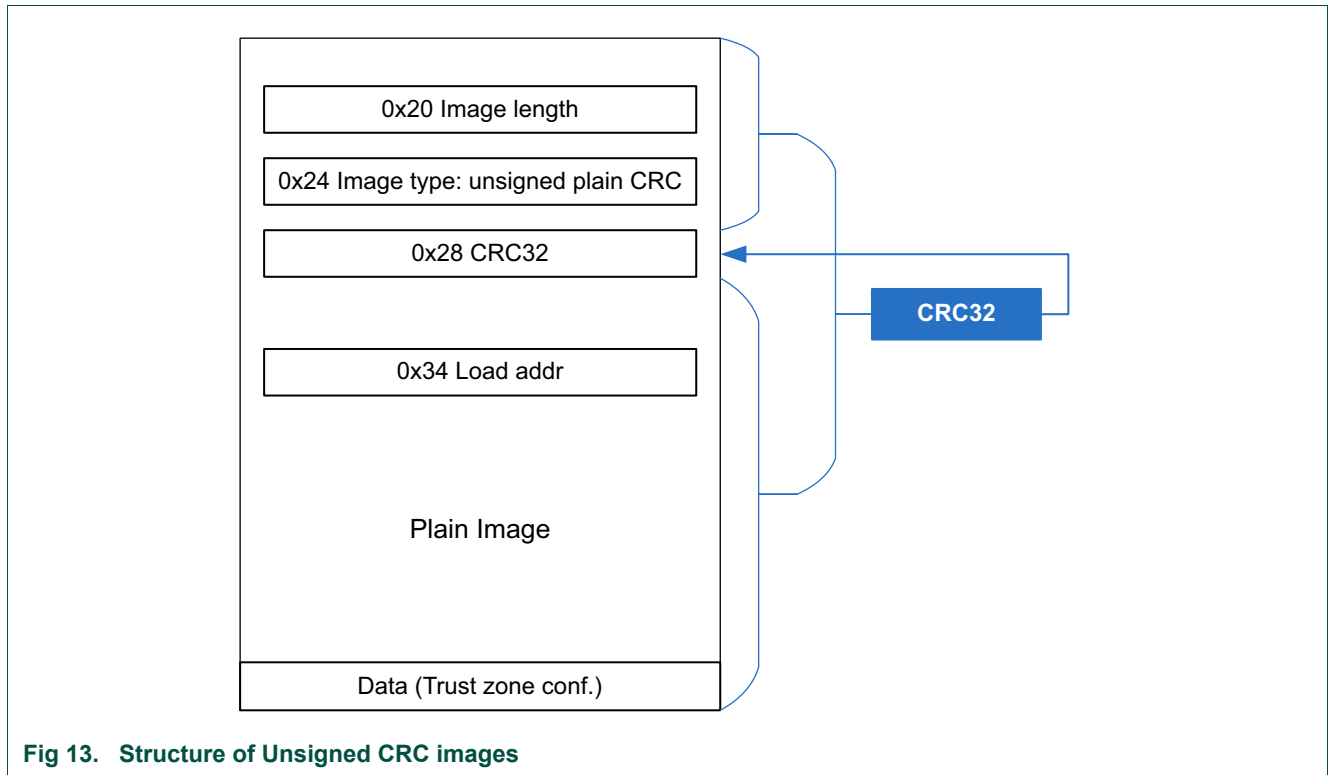 0x20 Image length
0x24 Image type: unsigned plain CRC
0x28 CRC32
CRC32
0x34 Load addr
Plain Image
Data (Trust zone conf.)
Fig 13. Structure of Unsigned CRC images